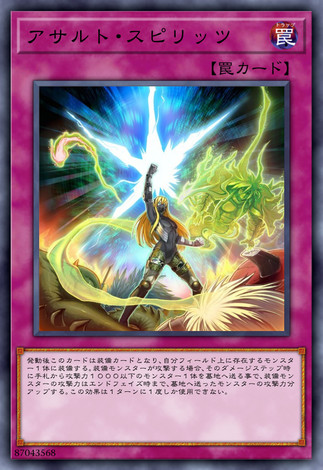 アサルト・スピリッツ
トラップ
罠
【罠カード】
発動後このカードは装備カードとなり、自分フィールド上に存在するモンスタ
ー1体に装備する。装備モンスターが攻撃する場合、そのダメージステップ時
に手札から攻撃力1000以下のモンスター1体を墓地へ送る事で、装備モン
スターの攻撃力はエンドフェイズ時まで、墓地へ送ったモンスターの攻撃力分
アップする。この効果は1ターンに1度しか使用できない。
87043568